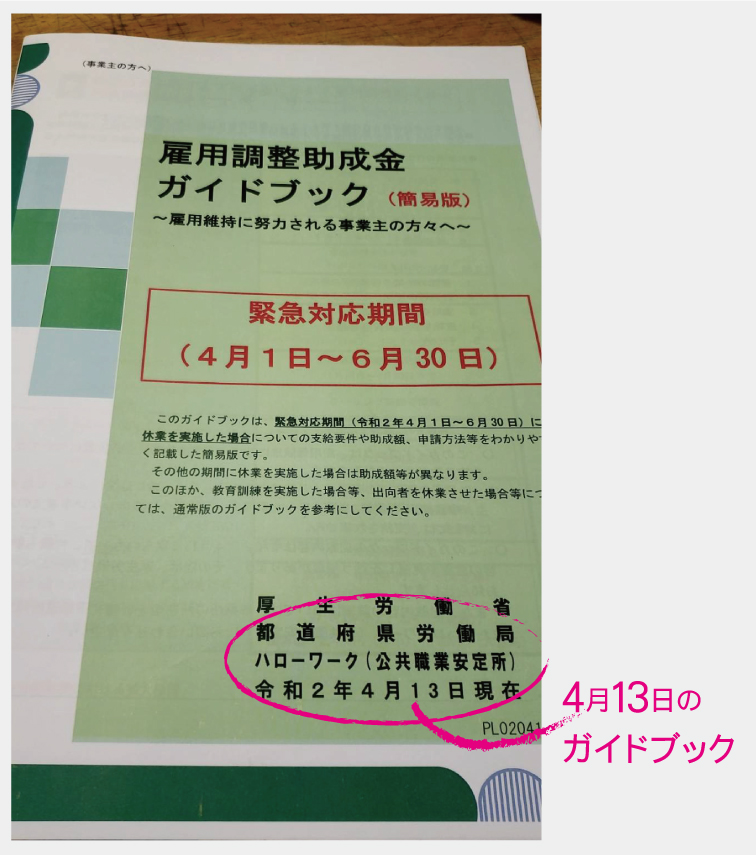 （事業主の方へ）
雇用調整助成金
ガイドブック（簡易版）
～雇用維持に努力される事業主の方々へ～
緊急対応期間
（４月１日～６月30日）
このガイドブックは、緊急対応期間（令和２年４月１日～６月30日）に
休業を実施した場合についての支給要件や助成額、申請方法等をわかりや
く記載した簡易版です。
その他の期間に休業を実施した場合は助成額等が異なります。
このほか、教育訓練を実施した場合等、出向者を休業させた場合等に
ては、通常版のガイドブックを参考にしてください。
厚生労働省
都道府県労働局
ハローワーク（公共職業安定所）
令和２年４月１３日現在
PL02041
4月13日の
ガイドブック